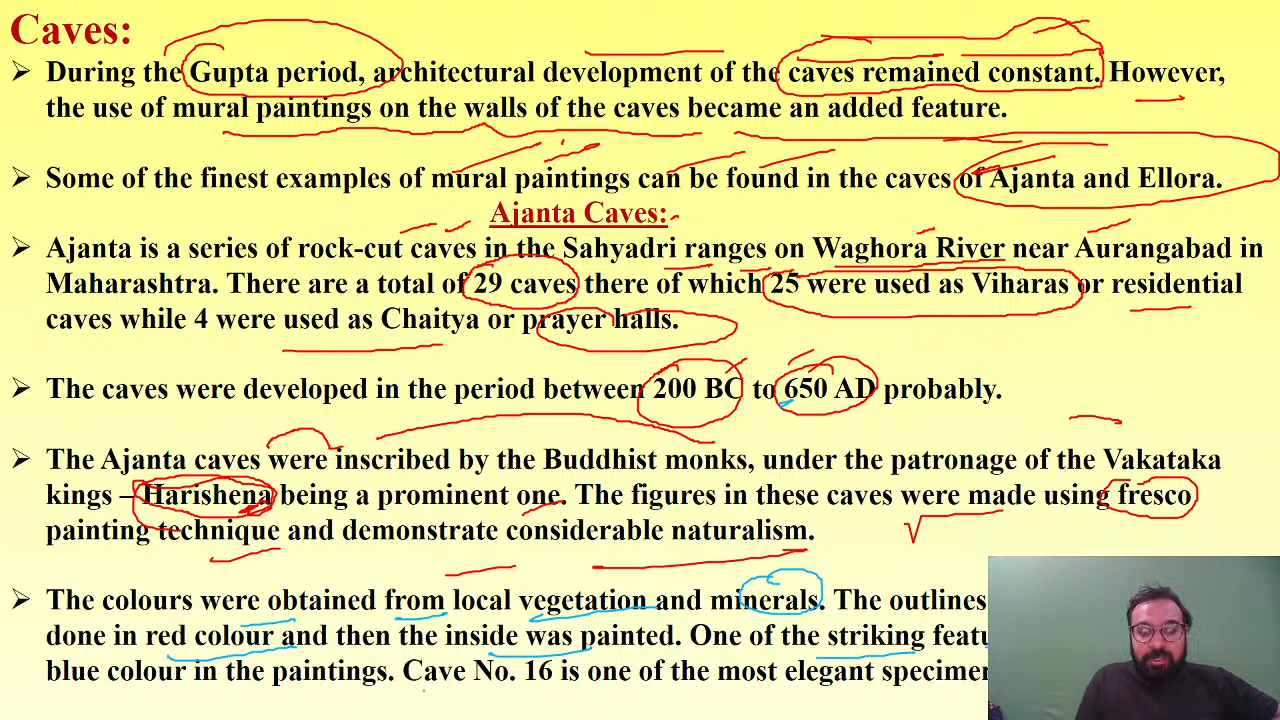 Caves:
➢ During the Gupta period, architectural development of the caves remained constant. However,
the use of mural paintings on the walls of the caves became an added feature.
➢ Some of the finest examples of mural paintings can be found in the caves of Ajanta and Ellora.
Ajanta Caves:
➢ Ajanta is a series of rock-cut caves in the Sahyadri ranges on Waghora River near Aurangabad in
Maharashtra. There are a total of 29 caves there of which 25 were used as Viharas or residential
caves while 4 were used as Chaitya or prayer halls.
➢ The caves were developed in the period between 200 BC to 650 AD probably.
➢ The Ajanta caves were inscribed by the Buddhist monks, under the patronage of the Vakataka
kings – Harishena being a prominent one. The figures in these caves were made using fresco
painting technique and demonstrate considerable naturalism.
➢ The colours were obtained from local vegetation and minerals. The outlines
done in red colour and then the inside was painted. One of the striking
blue colour in the paintings. Cave No. 16 is one of the most elegant